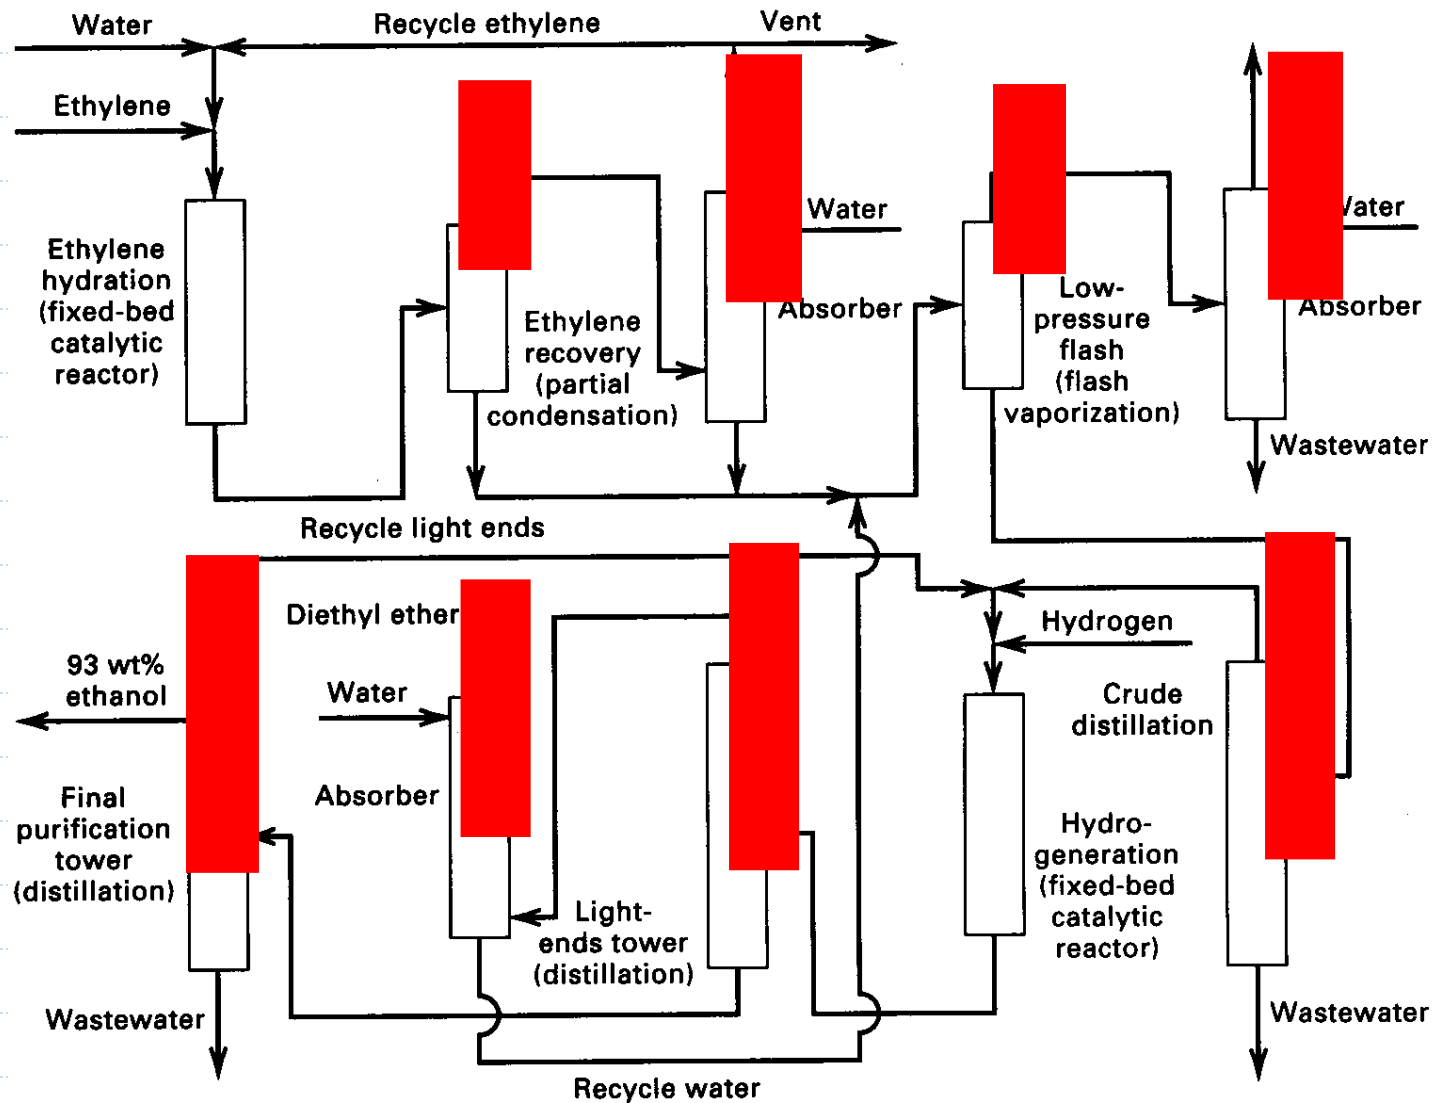 Water
Recycle ethylene
Vent
Ethylene
Ethylene
hydration
(fixed-bed
catalytic
reactor)
Ethylene
recovery
(partial
condensation)
Water
Absorber
Low-
pressure
flash
(flash
vaporization)
Water
Absorber
Wastewater
Recycle light ends
Diethyl ether
Hydrogen
93 wt%
ethanol
Water
Crude
distillation
Absorber
Final
purification
tower
(distillation)
Light-
ends tower
(distillation)
Hydro-
generation
(fixed-bed
catalytic
reactor)
Wastewater
Wastewater
Recycle water